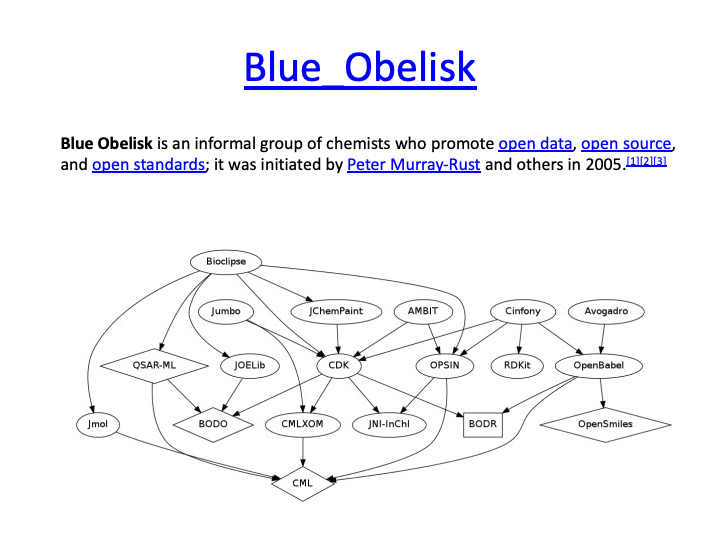 Blue_Obelisk
Blue Obelisk is an informal group of chemists who promote open data, open source,
and open standards; it was initiated by Peter Murray-Rust and others in 2005.[1][2][3]
Bioclipse
Jumbo
JChemPaint
AMBIT
Cinfony
Avogadro
QSAR-ML
JOELib
CDK
OPSIN
RDKit
OpenBabel
Jmol
BODO
CMLXOM
JNI-InChI
BODR
OpenSmiles
CML